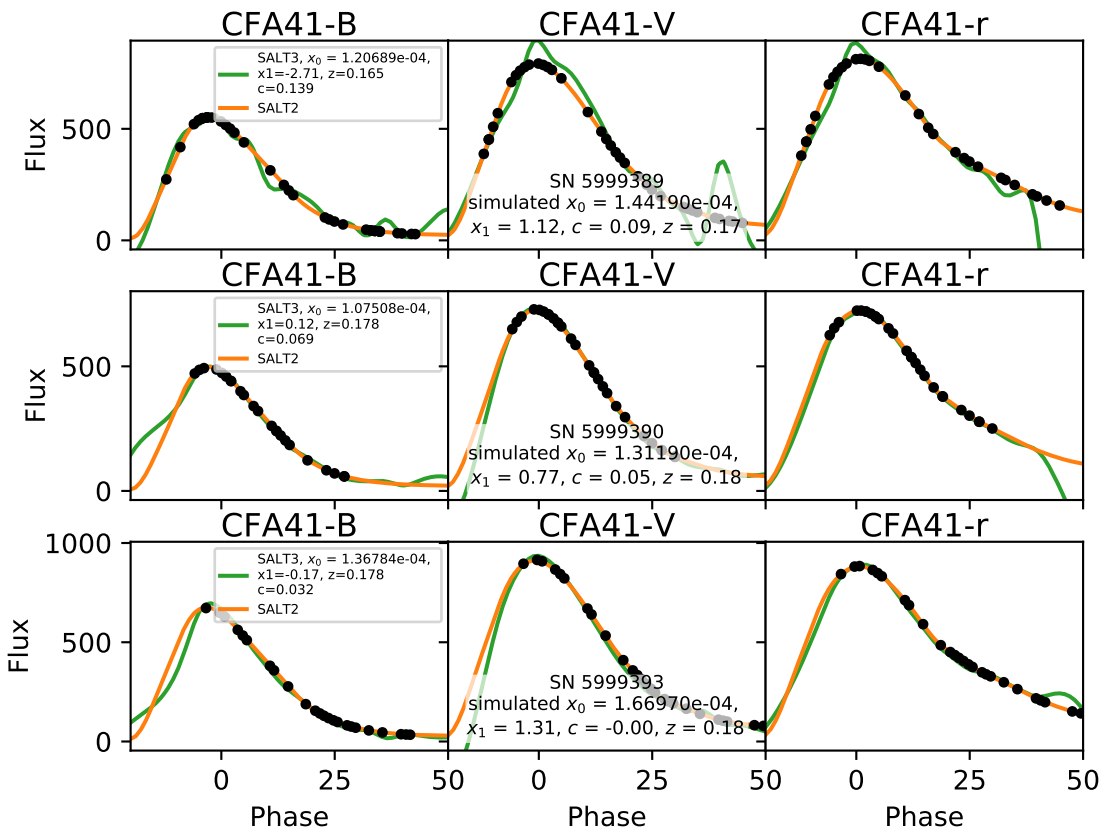 CFA41-B
CFA41-V
CFA41-r
Flux
500
0
SALT3, x₀ = 1.20689e-04,
x1=-2.71, z=0.165
c=0.139
SALT2
SN 5999389
simulated x₀ = 1.44190e-04,
x₁ = 1.12, c = 0.09, z = 0.17
CFA41-B
CFA41-V
CFA41-r
Flux
500
0
SALT3, x₀ = 1.07508e-04,
x1=0.12, z=0.178
c=0.069
SALT2
SN 5999390
simulated x₀ = 1.31190e-04,
x₁ = 0.77, c = 0.05, z = 0.18
CFA41-B
CFA41-V
CFA41-r
Flux
1000
500
0
SALT3, x₀ = 1.36784e-04,
x1=-0.17, z=0.178
c=0.032
SALT2
SN 5999393
simulated x₀ = 1.66970e-04,
x₁ = 1.31, c = -0.00, z = 0.18
0 25 50 0 25 50 0 25 50
Phase Phase Phase